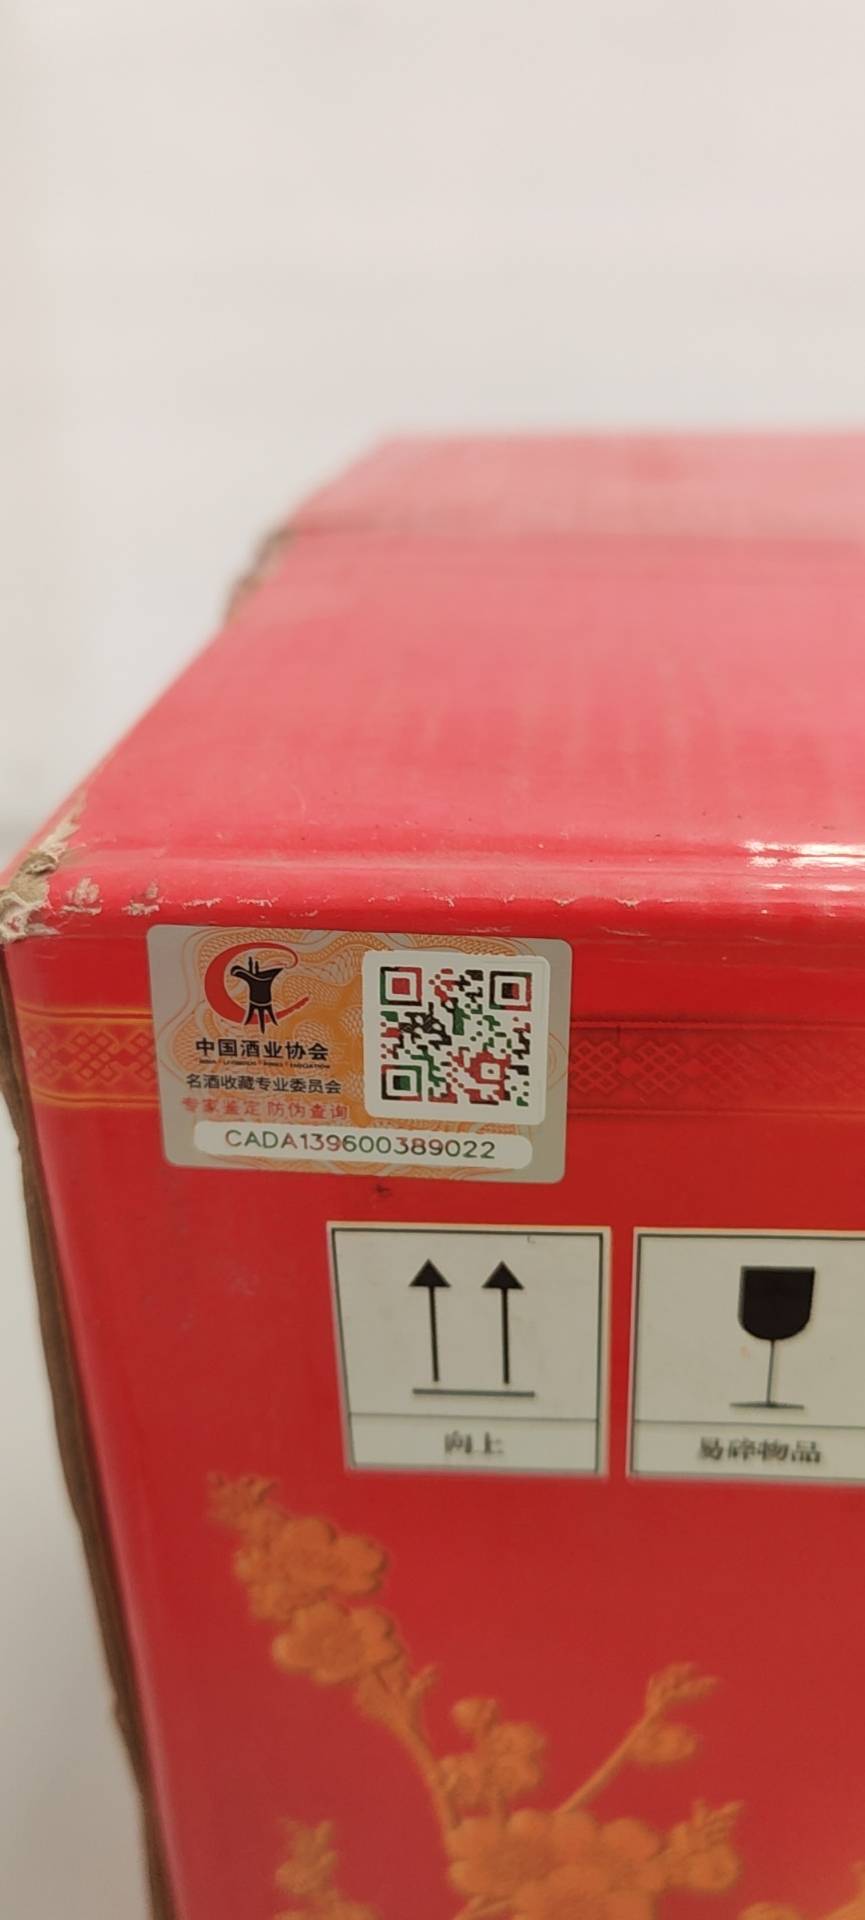 中国酒业协会
名酒收藏专业委员会
专家鉴定 防伪查询
CADA139600389022
向上
易碎物品